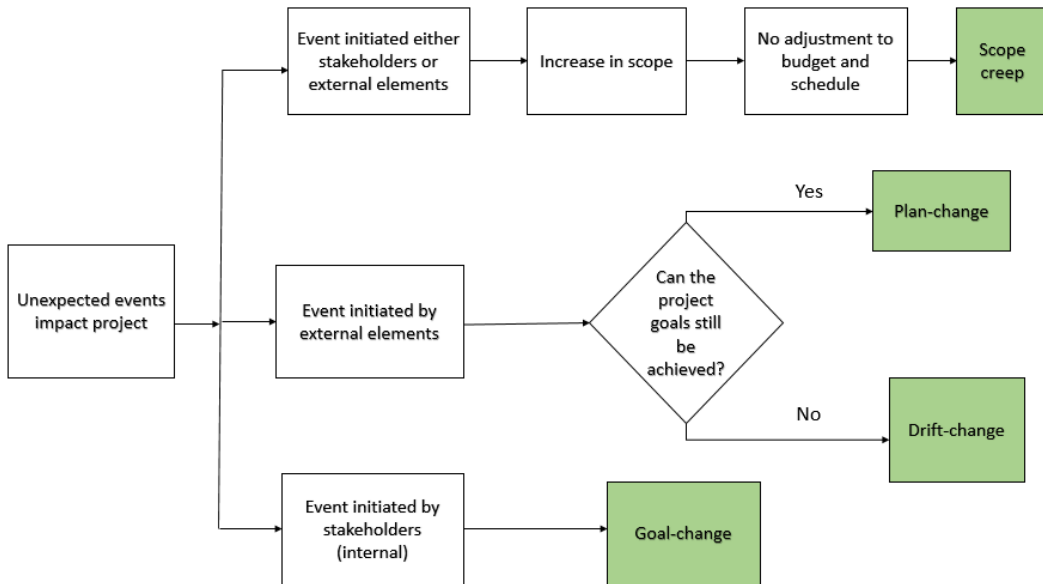 Event initiated either
stakeholders or
external elements
Increase in scope
No adjustment to
budget and
schedule
Scope
creep
Yes
Plan-change
Unexpected events
impact project
Event initiated by
external elements
Can the
project
goals still
be
achieved?
No
Drift-change
Event initiated by
stakeholders
(internal)
Goal-change